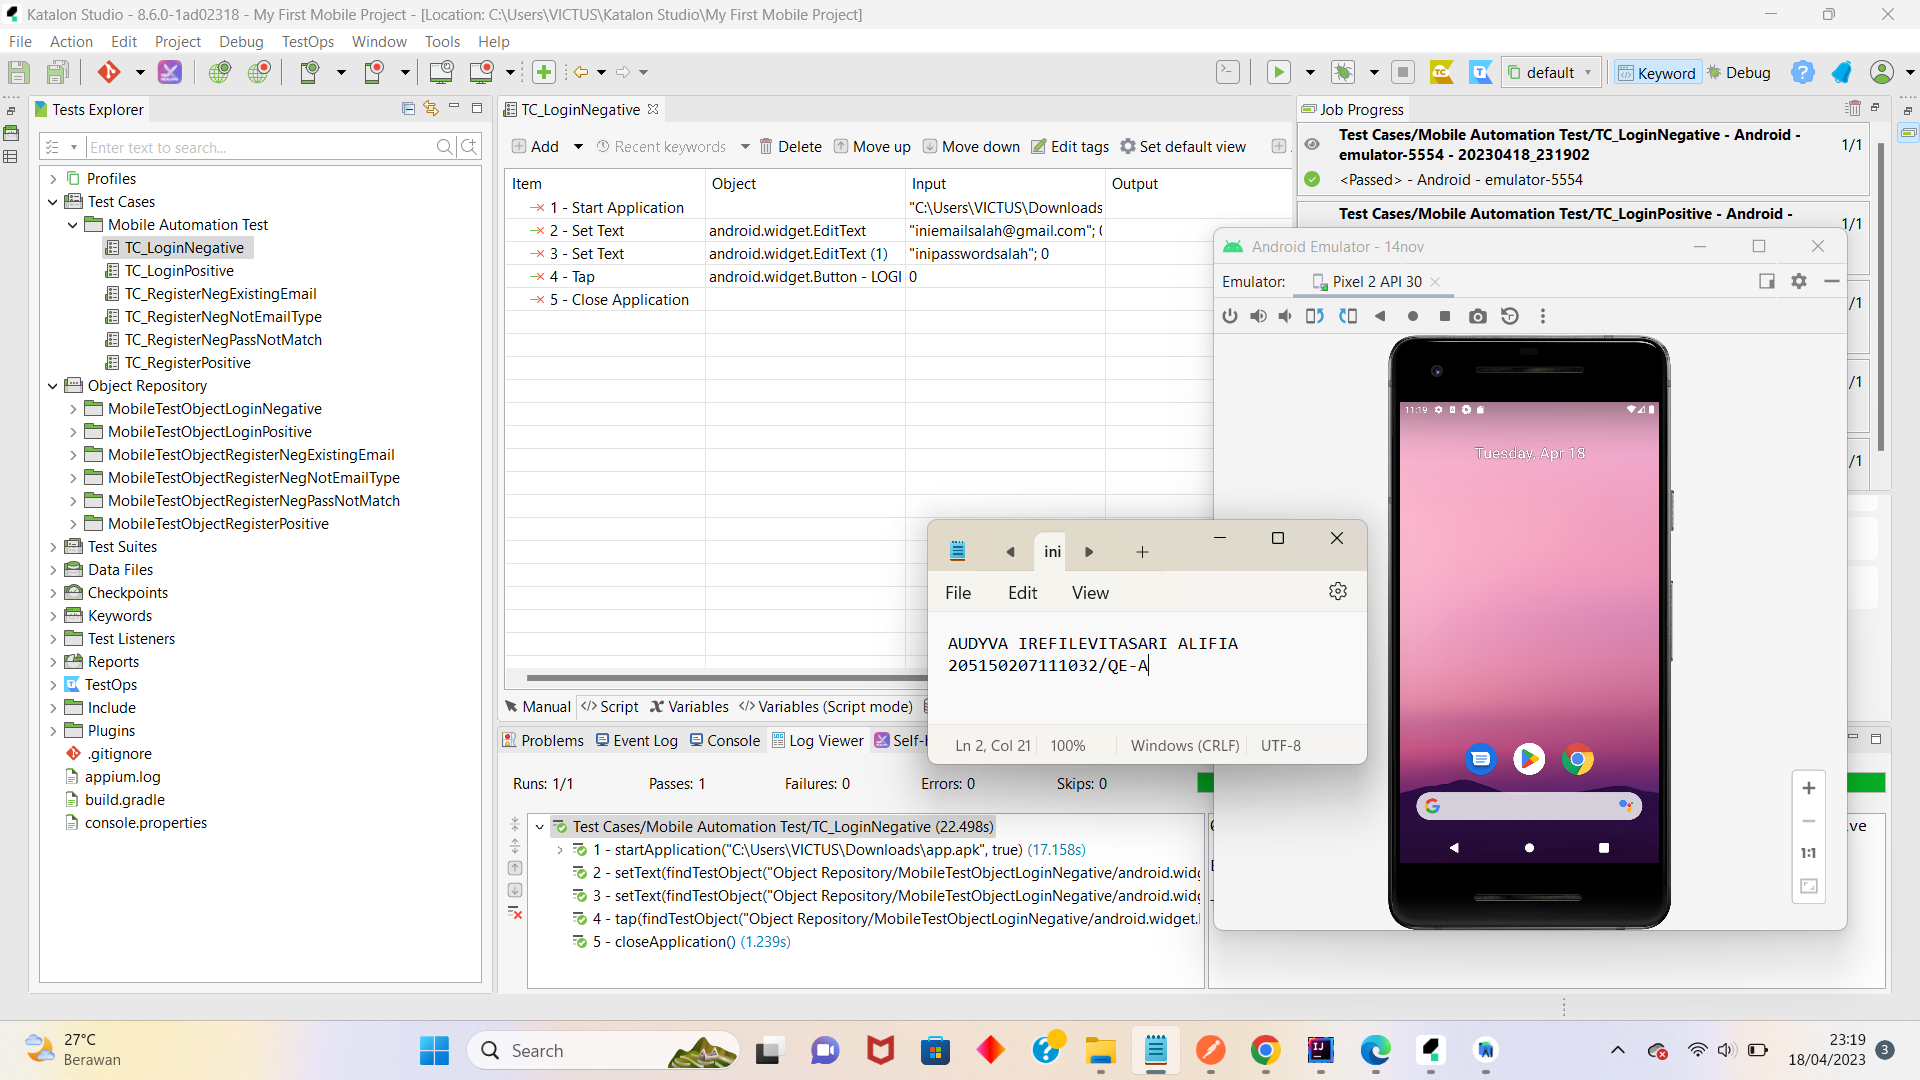 Katalon Studio - 8.6.0-1ad02318 - My First Mobile Project - [Location: C:\Users\VICTUS\Katalon Studio\My First Mobile Project]
File Action Edit Project Debug TestOps Window Tools Help
default Keyword Debug
Tests Explorer
Enter text to search...
Profiles
Test Cases
Mobile Automation Test
TC_LoginNegative
TC_LoginPositive
TC_RegisterNegExistingEmail
TC_RegisterNegNotEmailType
TC_RegisterNegPassNotMatch
TC_RegisterPositive
Object Repository
MobileTestObjectLoginNegative
MobileTestObjectLoginPositive
MobileTestObjectRegisterNegExistingEmail
MobileTestObjectRegisterNegNotEmailType
MobileTestObjectRegisterNegPassNotMatch
MobileTestObjectRegisterPositive
Test Suites
Data Files
Checkpoints
Keywords
Test Listeners
Reports
TestOps
Include
Plugins
.gitignore
appium.log
build.gradle
console.properties
TC_LoginNegative
Add Recent keywords Delete Move up Move down Edit tags Set default view
Item Object Input Output
1 - Start Application "C:\Users\VICTUS\Downloads
2 - Set Text android.widget.EditText "iniemailsalah@gmail.com";
3 - Set Text android.widget.EditText (1) "inipasswordsalah"; 0
4 - Tap android.widget.Button - LOGI 0
5 - Close Application
Manual Script Variables Variables (Script mode)
Problems Event Log Console Log Viewer Self-
Runs: 1/1 Passes: 1 Failures: 0 Errors: 0 Skips: 0
Test Cases/Mobile Automation Test/TC_LoginNegative (22.498s)
1 - startApplication("C:\Users\VICTUS\Downloads\app.apk", true) (17.158s)
2 - setText(findTestObject("Object Repository/MobileTestObjectLoginNegative/android.widg
3 - setText(findTestObject("Object Repository/MobileTestObjectLoginNegative/android.widg
4 - tap(findTestObject("Object Repository/MobileTestObjectLoginNegative/android.widget.
5 - closeApplication() (1.239s)
Job Progress
Test Cases/Mobile Automation Test/TC_LoginNegative - Android -
emulator-5554 - 20230418_231902
1/1
<Passed> - Android - emulator-5554
Test Cases/Mobile Automation Test/TC_LoginPositive - Android -
1/1
/1
/1
/1
ve
Android Emulator - 14nov
Emulator: Pixel 2 API 30
11:19
Tuesday, Apr 18
1:1
ini
File Edit View
AUDYVA IREFILEVITASARI ALIFIA
205150207111032/QE-A
Ln 2, Col 21 100% Windows (CRLF) UTF-8
27°C
Berawan
Search
23:19
18/04/2023
3